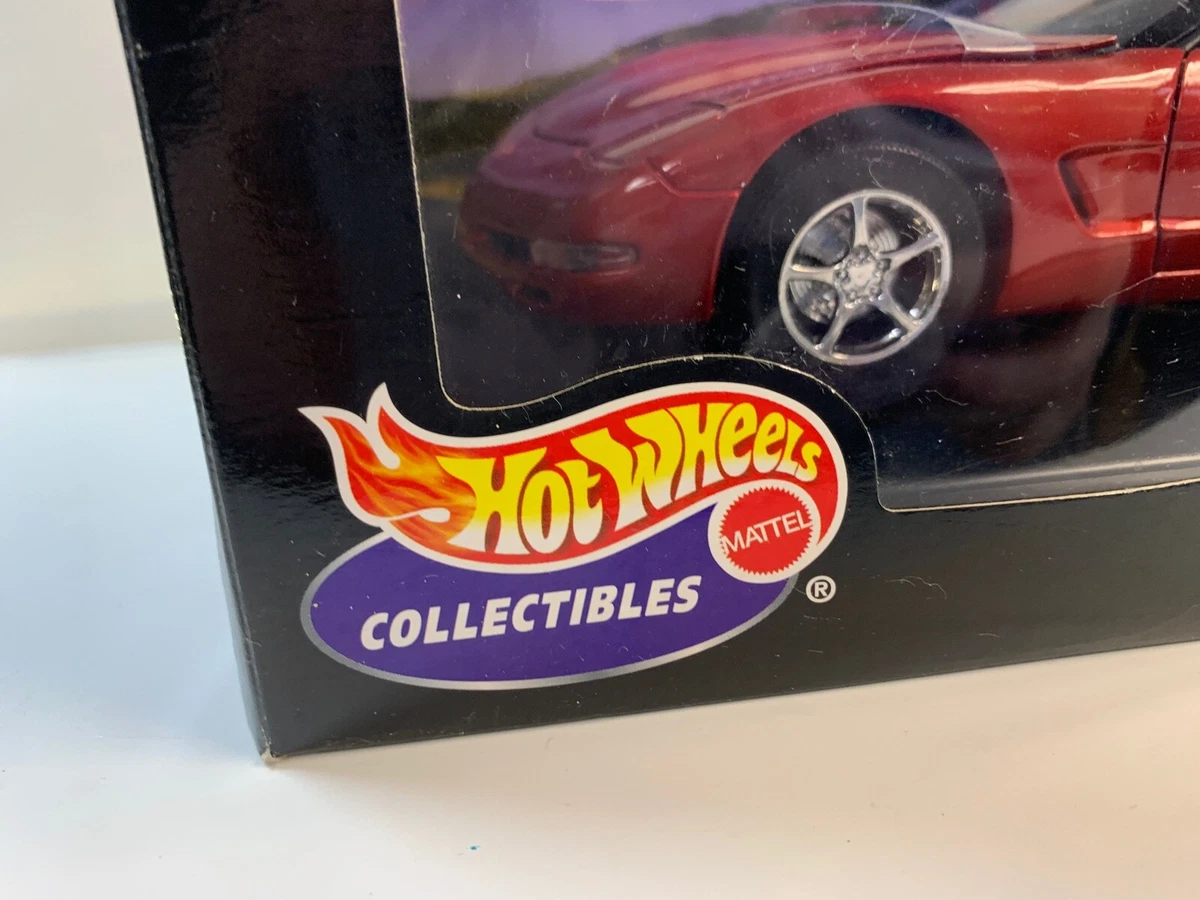 Hot Wheels
MATTEL
COLLECTIBLES
®